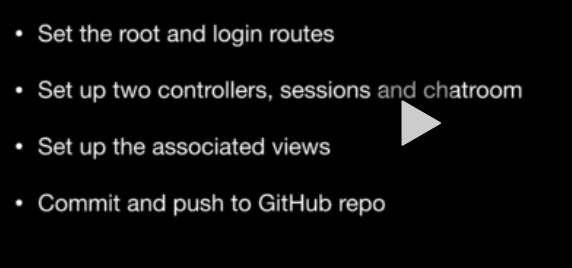 • Set the root and login routes
• Set up two controllers, sessions and chatroom
• Set up the associated views
• Commit and push to GitHub repo